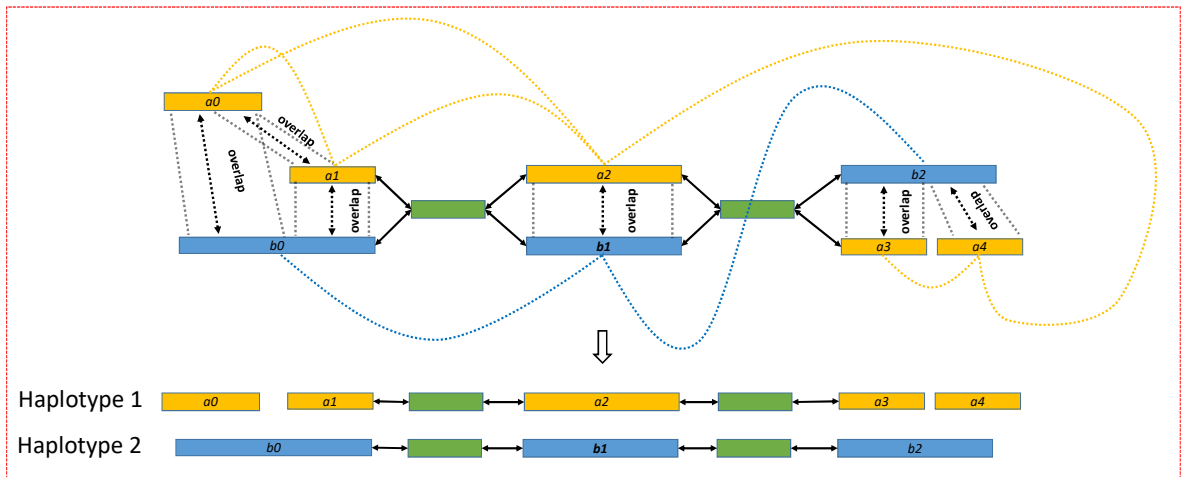 a0
overlap
overlap
a1
overlap
b0
a2
overlap
b1
b2
overlap
overlap
a3
a4
Haplotype 1
a0
a1
a2
a3
a4
Haplotype 2
b0
b1
b2